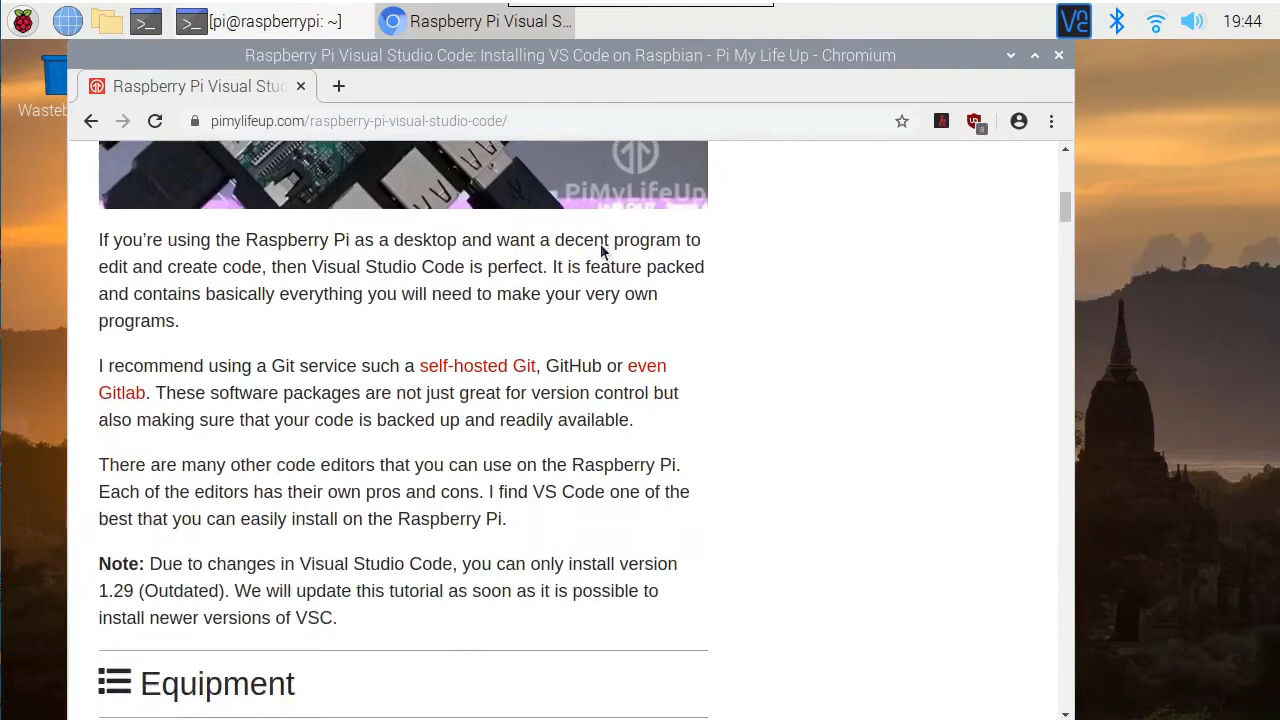 [pi@raspberrypi: ~]
Raspberry Pi Visual S...
VNC
19:44
Raspberry Pi Visual Studio Code: Installing VS Code on Raspbian - Pi My Life Up - Chromium
Wasteb
Raspberry Pi Visual Stud
pimylifeup.com/raspberry-pi-visual-studio-code/
h
8
PiMyLifeUp
If you’re using the Raspberry Pi as a desktop and want a decent program to
edit and create code, then Visual Studio Code is perfect. It is feature packed
and contains basically everything you will need to make your very own
programs.
I recommend using a Git service such a self-hosted Git, GitHub or even
Gitlab. These software packages are not just great for version control but
also making sure that your code is backed up and readily available.
There are many other code editors that you can use on the Raspberry Pi.
Each of the editors has their own pros and cons. I find VS Code one of the
best that you can easily install on the Raspberry Pi.
Note: Due to changes in Visual Studio Code, you can only install version
1.29 (Outdated). We will update this tutorial as soon as it is possible to
install newer versions of VSC.
Equipment